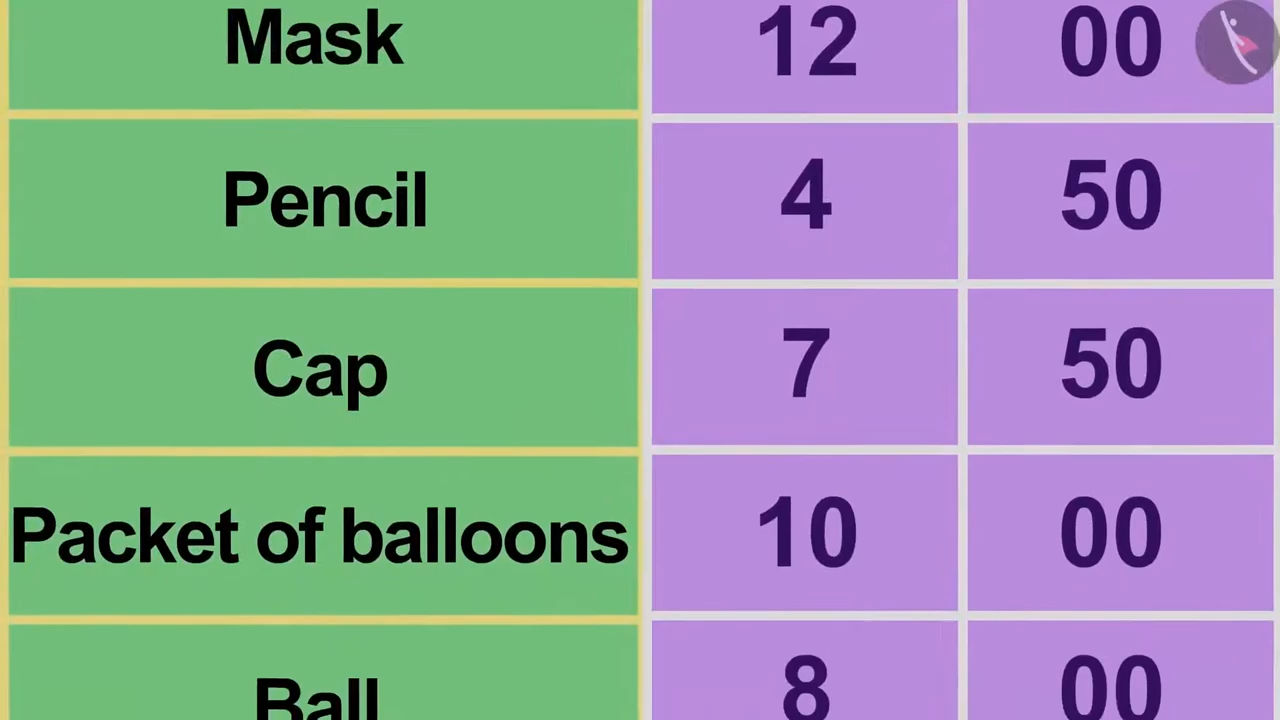 Mask 12 00
Pencil 4 50
Cap 7 50
Packet of balloons 10 00
Ball 8 00